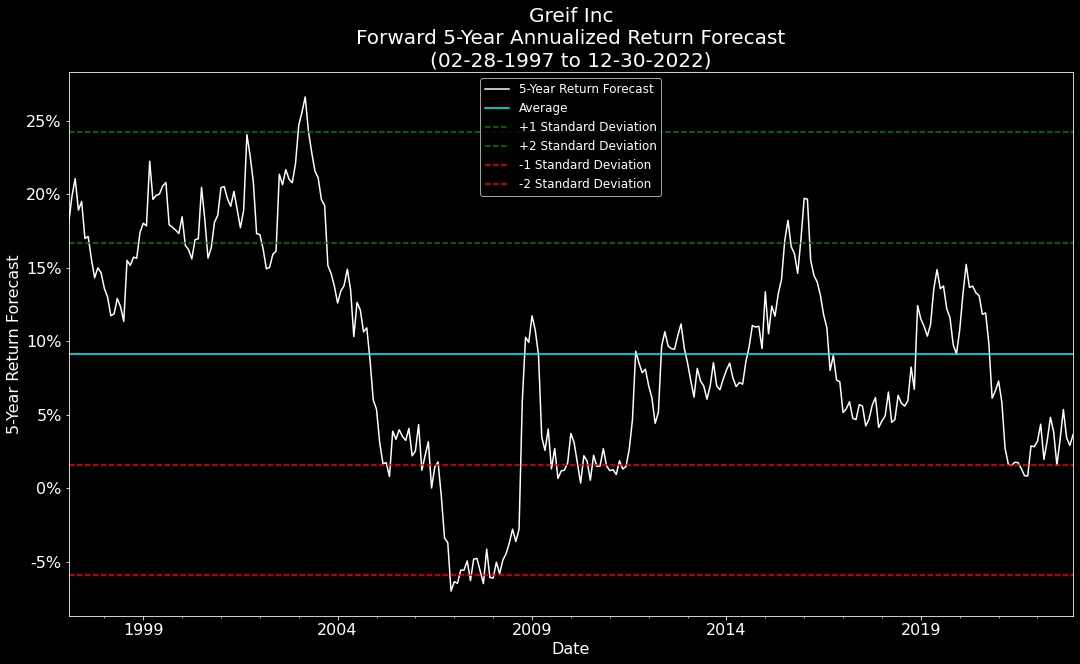 Greif Inc
Forward 5-Year Annualized Return Forecast
(02-28-1997 to 12-30-2022)
5-Year Return Forecast
Average
+1 Standard Deviation
+2 Standard Deviation
-1 Standard Deviation
-2 Standard Deviation
25%
20%
15%
10%
5%
0%
-5%
5-Year Return Forecast
1999 2004 2009 2014 2019
Date